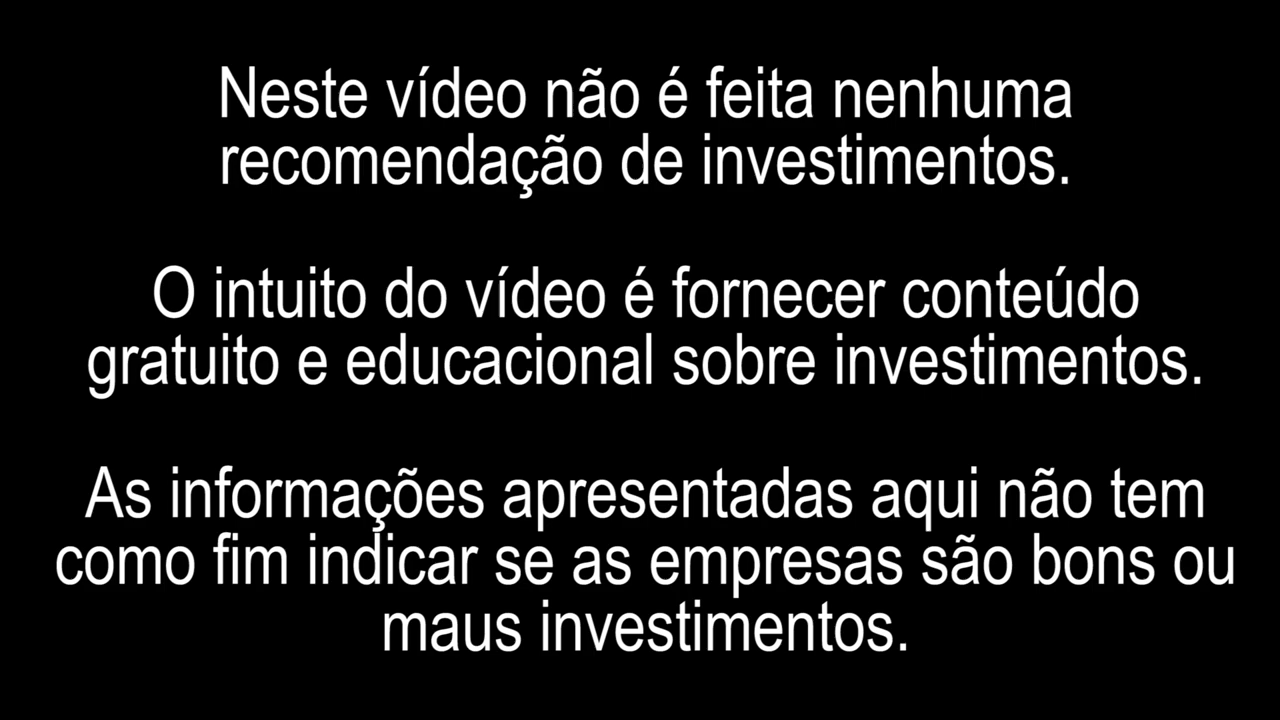 Neste vídeo não é feita nenhuma
recomendação de investimentos.
O intuito do vídeo é fornecer conteúdo
gratuito e educacional sobre investimentos.
As informações apresentadas aqui não tem
como fim indicar se as empresas são bons ou
maus investimentos.